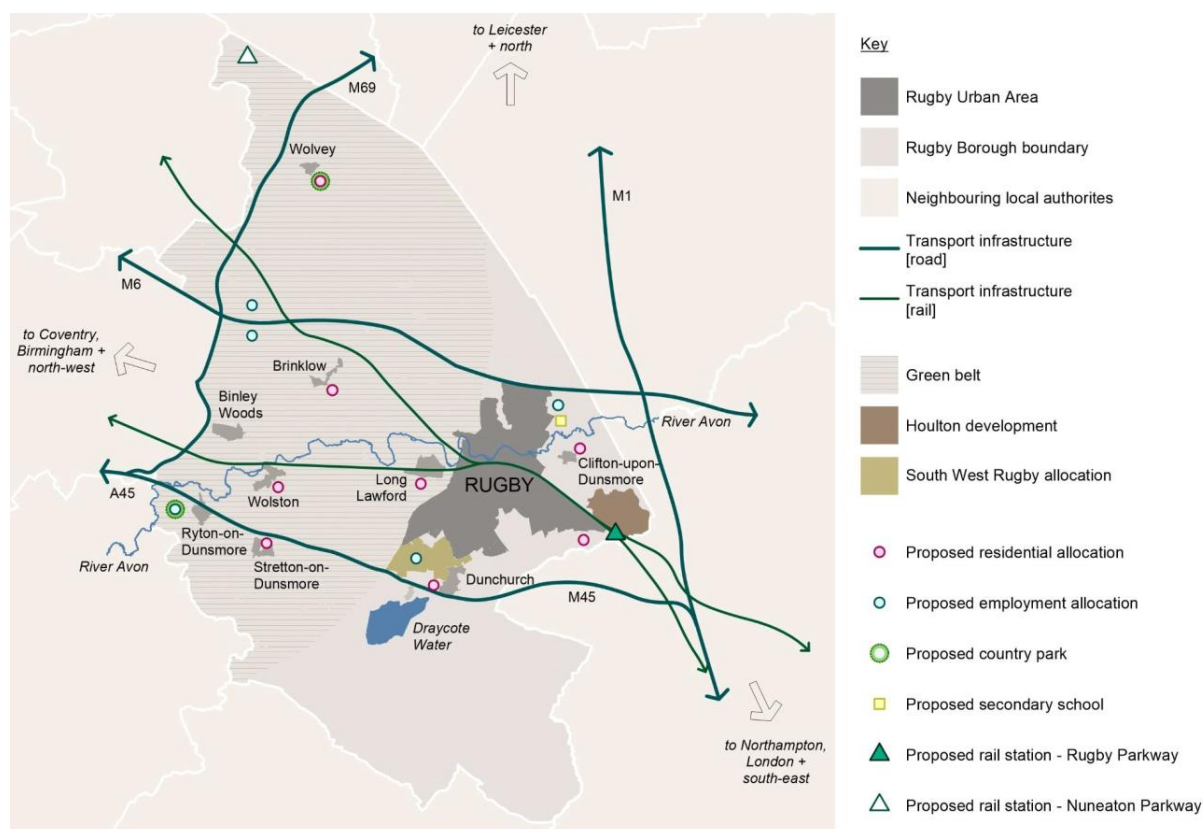 to Leicester
+ north
M69
Wolvey
M1
M6
to Coventry,
Birmingham +
north-west
Brinklow
Binley
Woods
River Avon
Clifton-upon-
Dunsmore
Long
Lawford
RUGBY
Wolston
A45
Ryton-on-
Dunsmore
River Avon
Stretton-on-
Dunsmore
Dunchurch
M45
Draycote
Water
to Northampton,
London +
south-east
Key
Rugby Urban Area
Rugby Borough boundary
Neighbouring local authorites
Transport infrastructure
[road]
Transport infrastructure
[rail]
Green belt
Houlton development
South West Rugby allocation
Proposed residential allocation
Proposed employment allocation
Proposed country park
Proposed secondary school
Proposed rail station - Rugby Parkway
Proposed rail station - Nuneaton Parkway